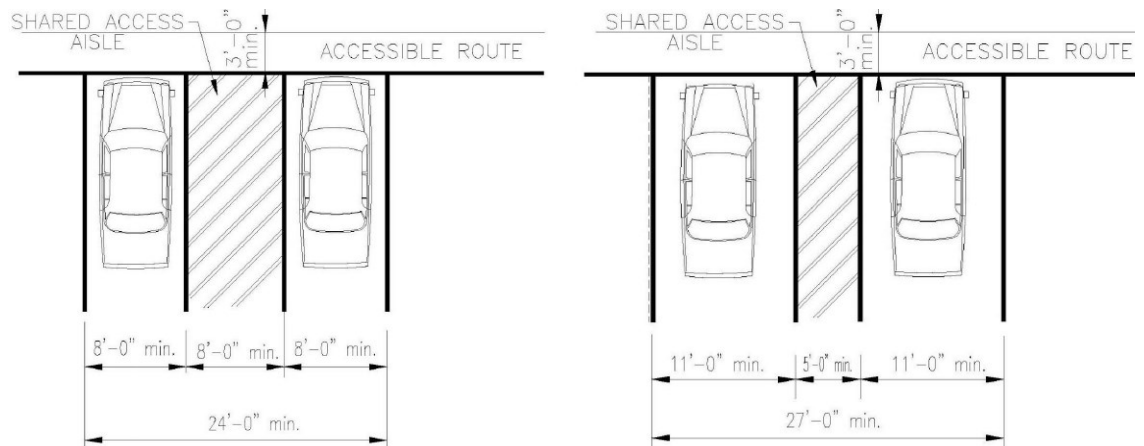 SHARED ACCESS
AISLE
3'-0"
min.
ACCESSIBLE ROUTE
8'-0" min.
8'-0" min.
8'-0" min.
24'-0" min.
SHARED ACCESS
AISLE
3'-0"
min.
ACCESSIBLE ROUTE
11'-0" min.
5'-0" min.
11'-0" min.
27'-0" min.